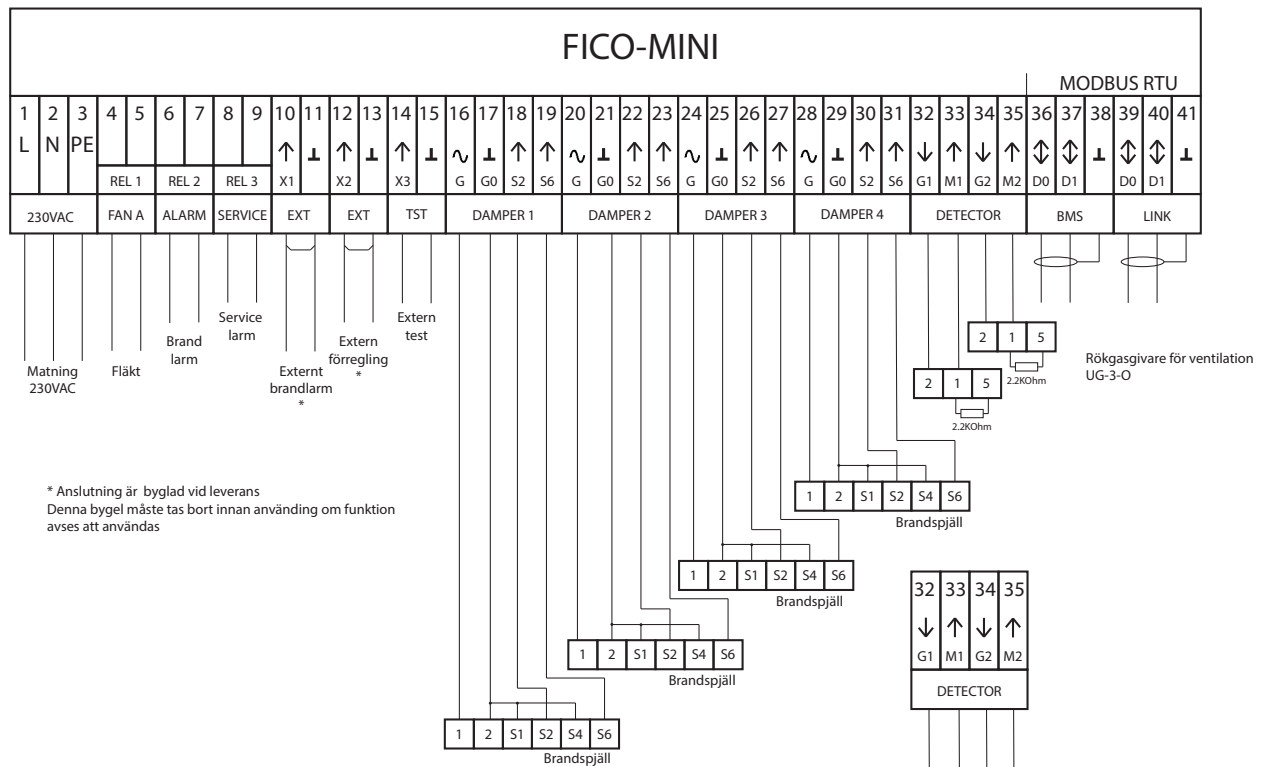 FICO-MINI
MODBUS RTU
1 2 3 4 5 6 7 8 9 10 11 12 13 14 15 16 17 18 19 20 21 22 23 24 25 26 27 28 29 30 31 32 33 34 35 36 37 38 39 40 41
L N PE
REL 1 REL 2 REL 3 X1 X2 X3 G G0 S2 S6 G G0 S2 S6 G G0 S2 S6 G G0 S2 S6 G1 M1 G2 M2 D0 D1 D0 D1
230VAC FAN A ALARM SERVICE EXT EXT TST DAMPER 1 DAMPER 2 DAMPER 3 DAMPER 4 DETECTOR BMS LINK
Matning
230VAC
Fläkt
Brand
larm
Service
larm
Externt
brandlarm
*
Extern
förregling
*
Extern
test
2 1 5
2.2KOhm
2 1 5
2.2KOhm
Rökgasgivare för ventilation
UG-3-O
* Anslutning är byglad vid leverans
Denna bygel måste tas bort innan använding om funktion
avses att användas
1 2 S1 S2 S4 S6
Brandspjäll
1 2 S1 S2 S4 S6
Brandspjäll
1 2 S1 S2 S4 S6
Brandspjäll
1 2 S1 S2 S4 S6
Brandspjäll
32 33 34 35
G1 M1 G2 M2
DETECTOR